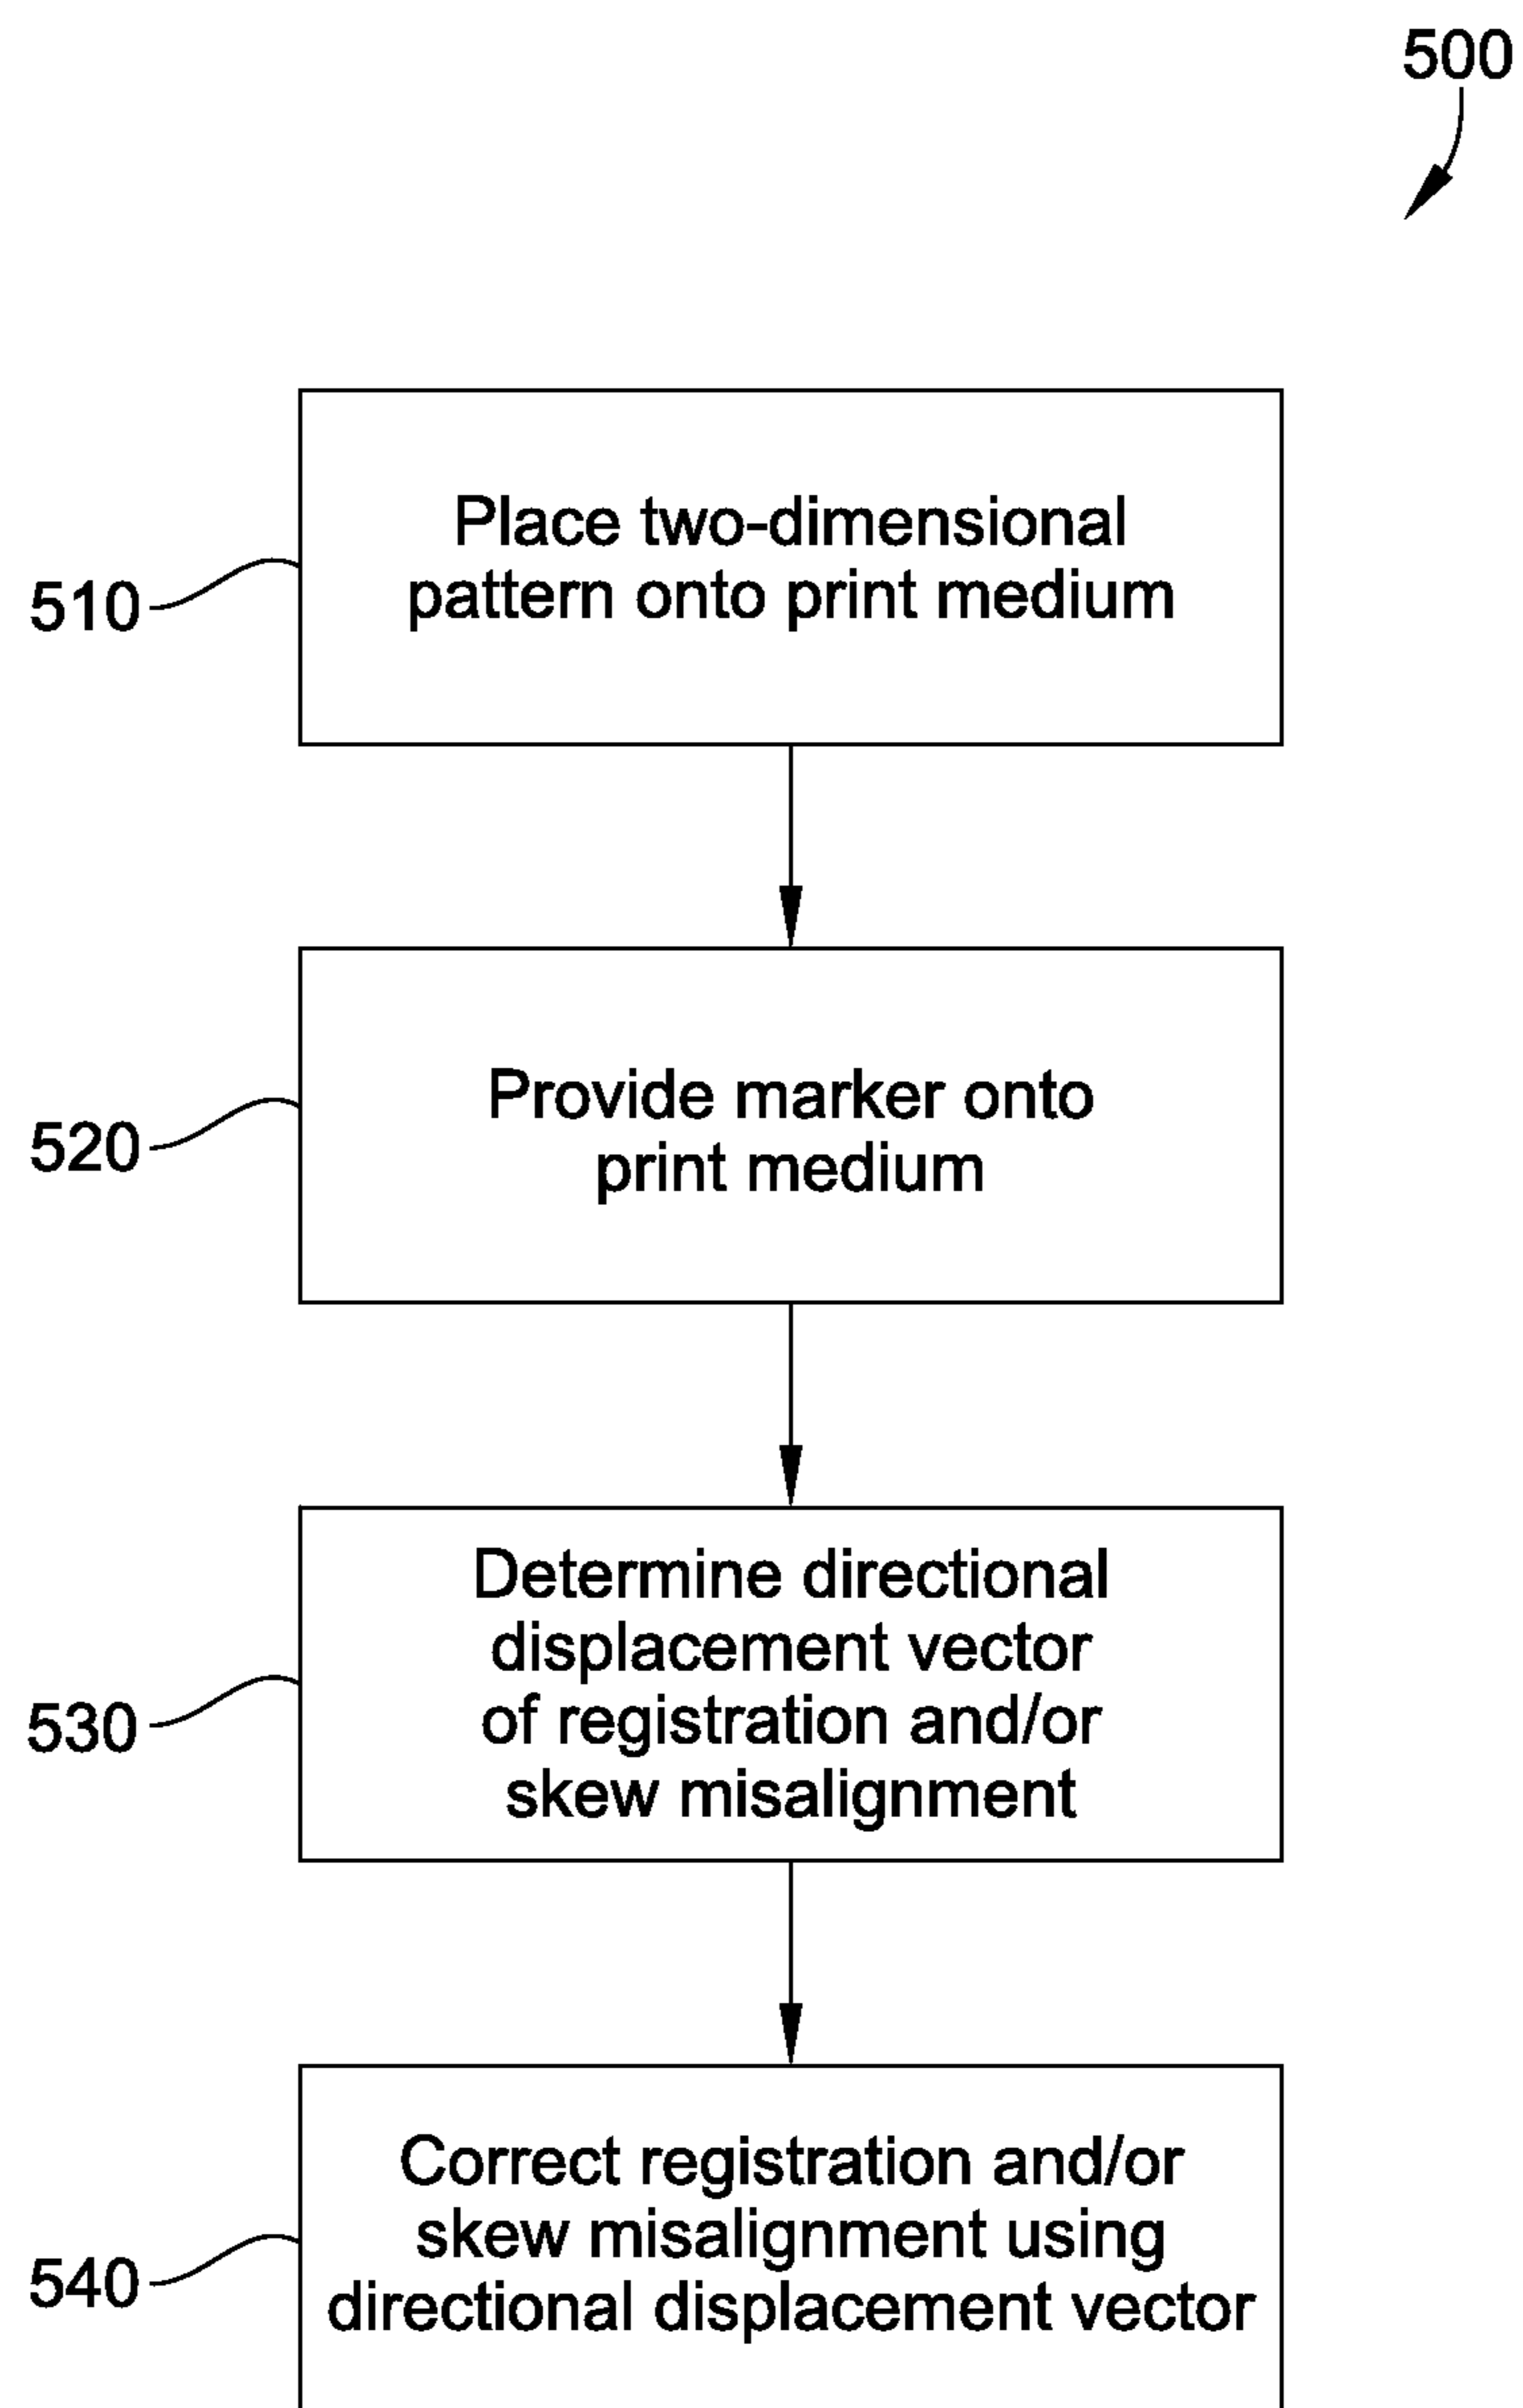 500
Place two-dimensional
pattern onto print medium
510
Provide marker onto
print medium
520
Determine directional
displacement vector
of registration and/or
skew misalignment
530
Correct registration and/or
skew misalignment using
directional displacement vector
540